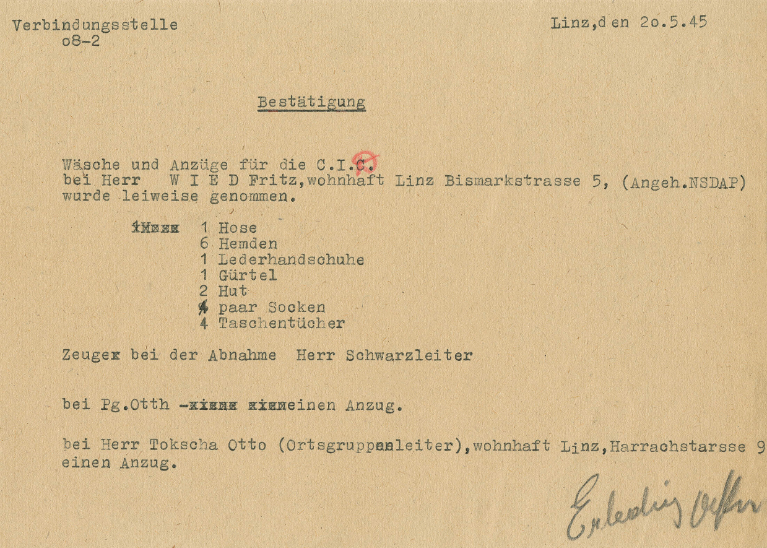 Verbindungsstelle
o8-2
Linz,den 2o.5.45
Bestätigung
Wäsche und Anzüge für die C.I.C.
bei Herr W I E D Fritz,wohnhaft Linz Bismarkstrasse 5, (Angeh.NSDAP)
wurde leiweise genommen.
1 Hose
6 Hemden
1 Lederhandschuhe
1 Gürtel
2 Hut
4 paar Socken
4 Taschentücher
Zeuge bei der Abnahme Herr Schwarzleiter
bei Pg.Otth - einen Anzug.
bei Herr Tokscha Otto (Ortsgruppenleiter),wohnhaft Linz,Harrachstarsse 9
einen Anzug.